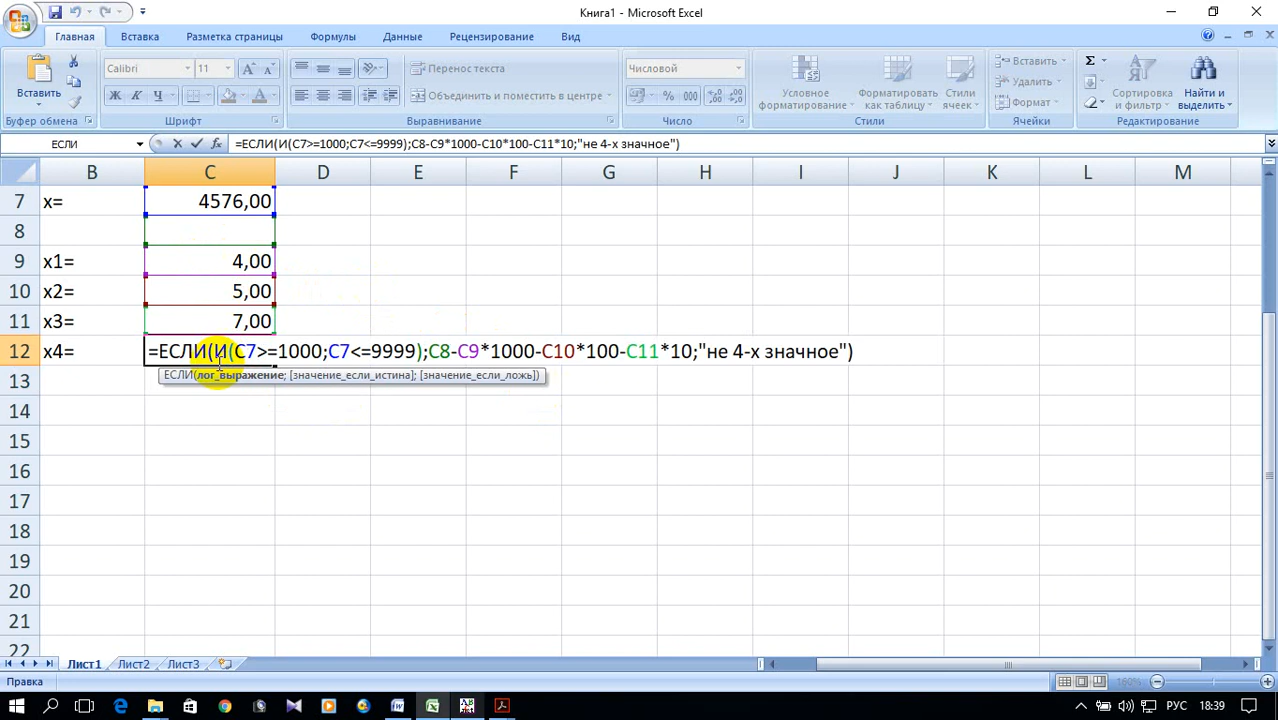 Книга1 - Microsoft Excel
Главная Вставка Разметка страницы Формулы Данные Рецензирование Вид
Вставить
Буфер обмена
Calibri 11
Ж К Ч
Шрифт
Перенос текста
Объединить и поместить в центре
Выравнивание
Числовой
% 000
Число
Условное форматирование
Форматировать как таблицу
Стили ячеек
Стили
Вставить
Удалить
Формат
Ячейки
Σ
Сортировка и фильтр
Найти и выделить
Редактирование
ЕСЛИ fx =ЕСЛИ(И(C7>=1000;C7<=9999);C8-C9*1000-C10*100-C11*10;"не 4-х значное")
B C D E F G H I J K L M
7 x= 4576,00
8
9 x1= 4,00
10 x2= 5,00
11 x3= 7,00
12 x4= =ЕСЛИ(И(C7>=1000;C7<=9999);C8-C9*1000-C10*100-C11*10;"не 4-х значное")
ЕСЛИ(лог_выражение; [значение_если_истина]; [значение_если_ложь])
13
14
15
16
17
18
19
20
21
22
Лист1 Лист2 Лист3
Правка 160%
РУС 18:39